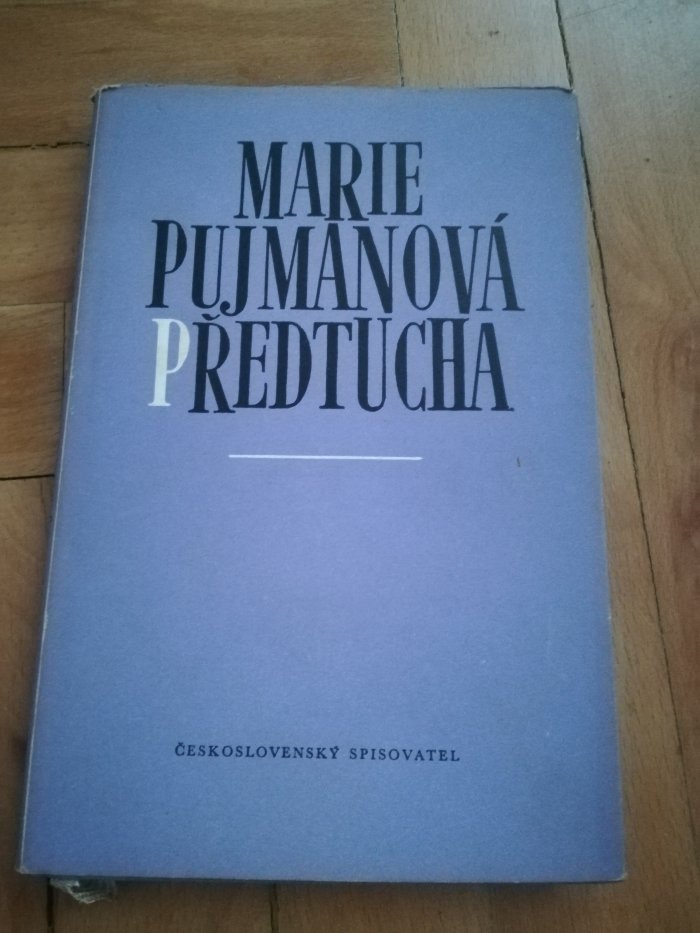 MARIE
PUJMANOVÁ
PŘEDTUCHA
ČESKOSLOVENSKÝ SPISOVATEL